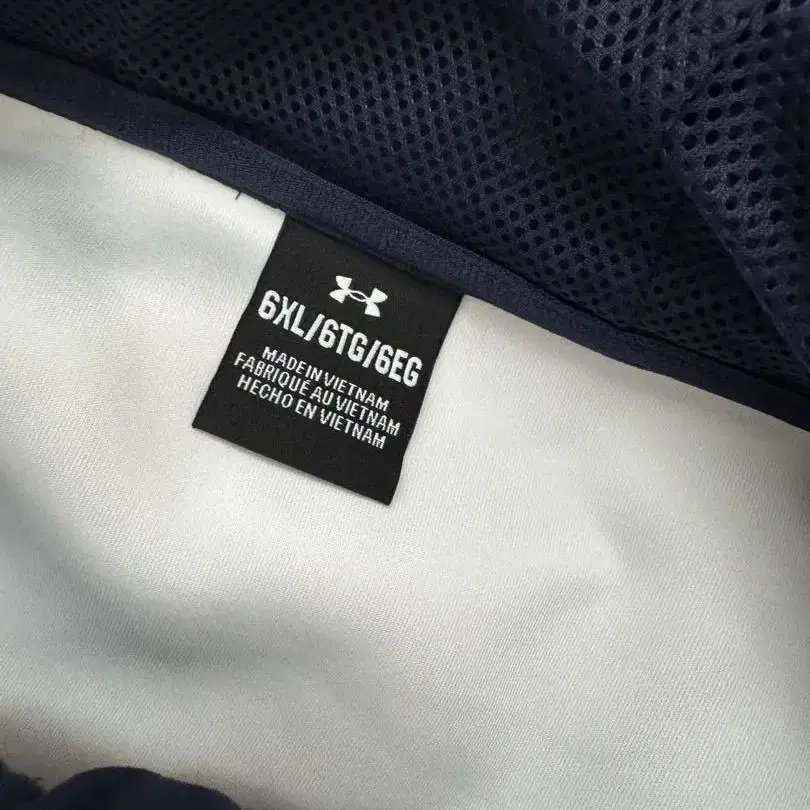 6XL/6TG/6EG
MADE IN VIETNAM
FABRIQUÉ AU VIETNAM
HECHO EN VIETNAM